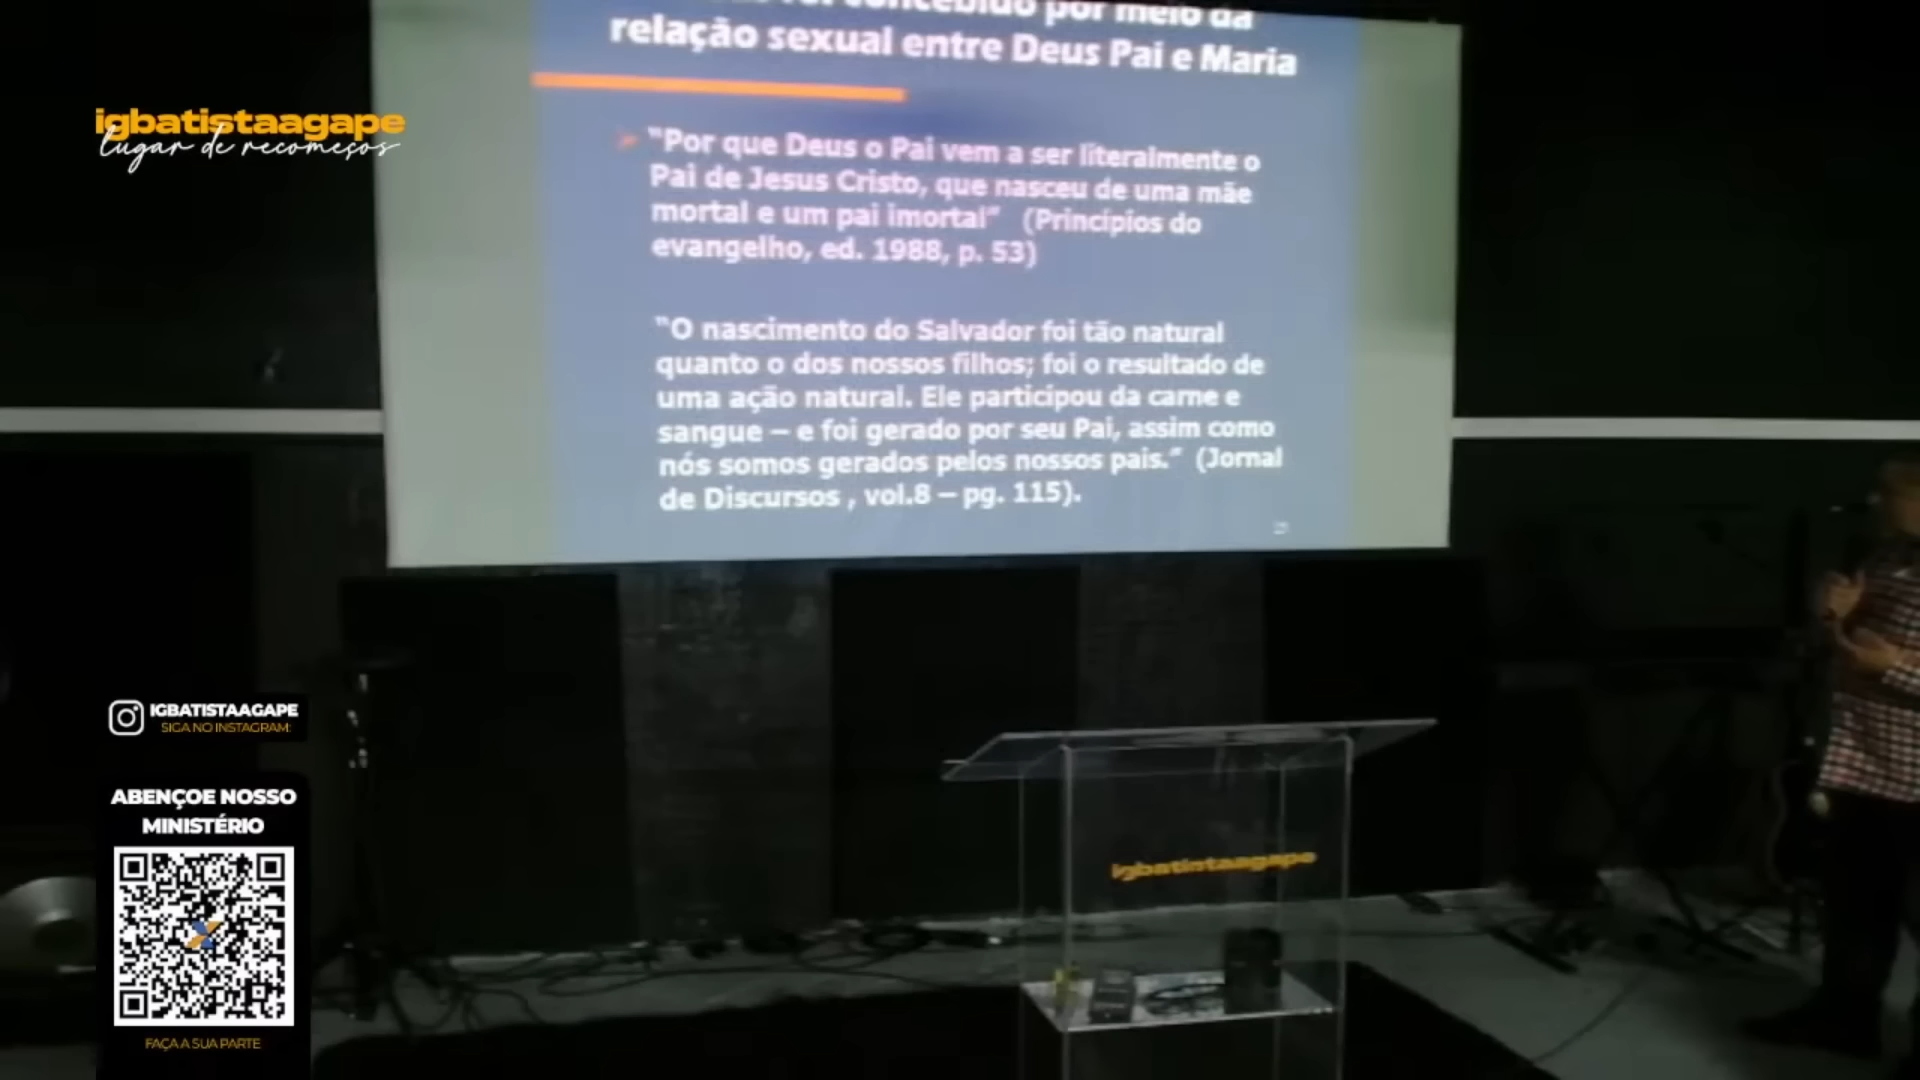 concebido por meio da
relação sexual entre Deus Pai e Maria
igbatistaagape
lugar de recomeços
"Por que Deus o Pai vem a ser literalmente o
Pai de Jesus Cristo, que nasceu de uma mãe
mortal e um pai imortal" (Princípios do
evangelho, ed. 1988, p. 53)
"O nascimento do Salvador foi tão natural
quanto o dos nossos filhos; foi o resultado de
uma ação natural. Ele participou da carne e
sangue – e foi gerado por seu Pai, assim como
nós somos gerados pelos nossos pais." (Jornal
de Discursos , vol.8 – pg. 115).
IGBATISTAAGAPE
SIGA NO INSTAGRAM:
ABENÇOE NOSSO
MINISTÉRIO
FAÇA A SUA PARTE
igbatistaagape